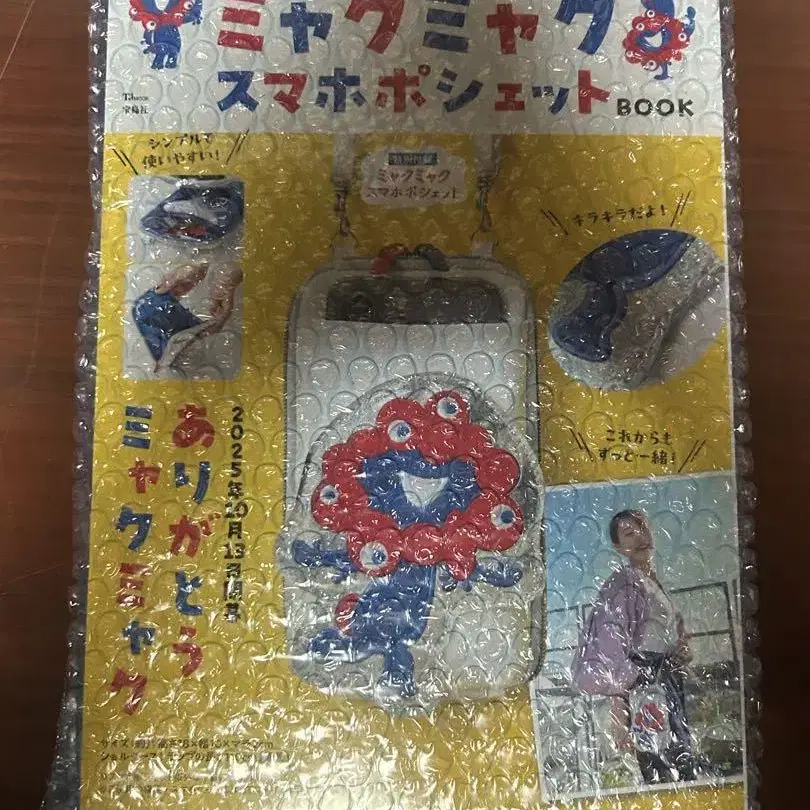 ミャクミャク
スマホポシェット BOOK
TJ MOOK
宝島社
シンプルで
使いやすい!
特別付録
ミャクミャク
スマホポシェット
キラキラだよ!
これからも
ずっと一緒!
2025年10月13日閉幕
ありがとう
ミャクミャク